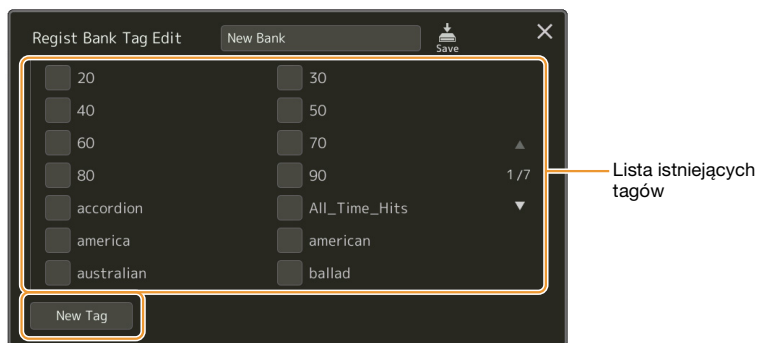 Regist Bank Tag Edit New Bank Save
20 30
40 50
60 70
80 90 1/7
accordion All_Time_Hits
america american
australian ballad
New Tag
Lista istniejących
tagów